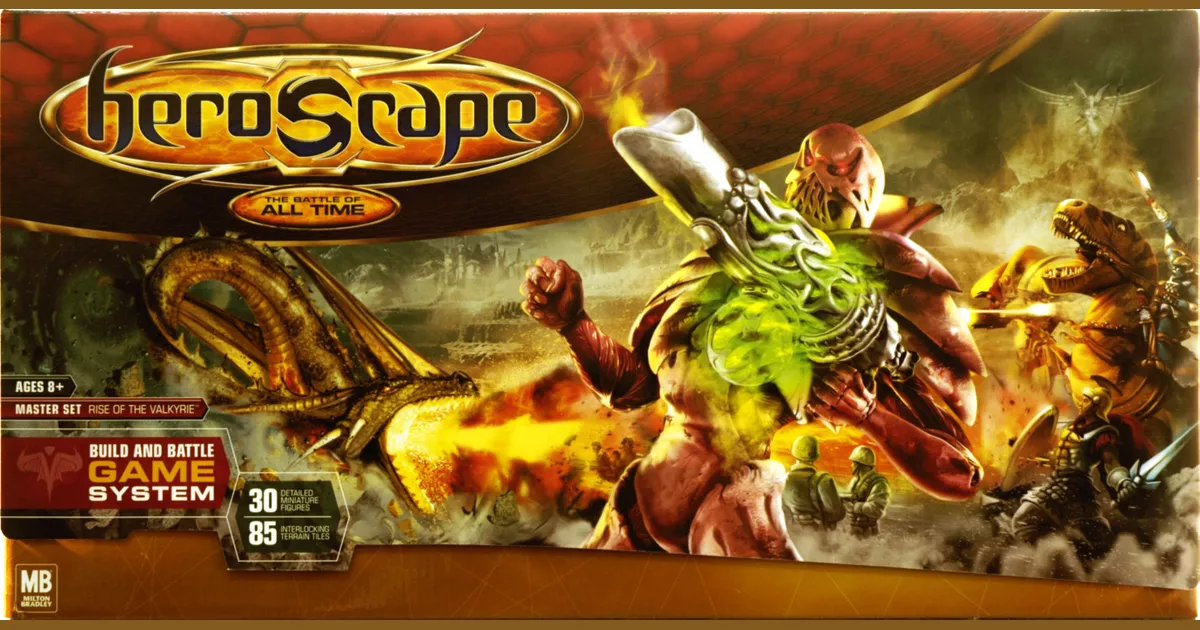 heroScape
THE BATTLE OF
ALL TIME
AGES 8+
MASTER SET RISE OF THE VALKYRIE
BUILD AND BATTLE
GAME
SYSTEM
30 DETAILED
MINIATURE
FIGURES
85 INTERLOCKING
TERRAIN TILES
MB
MILTON
BRADLEY